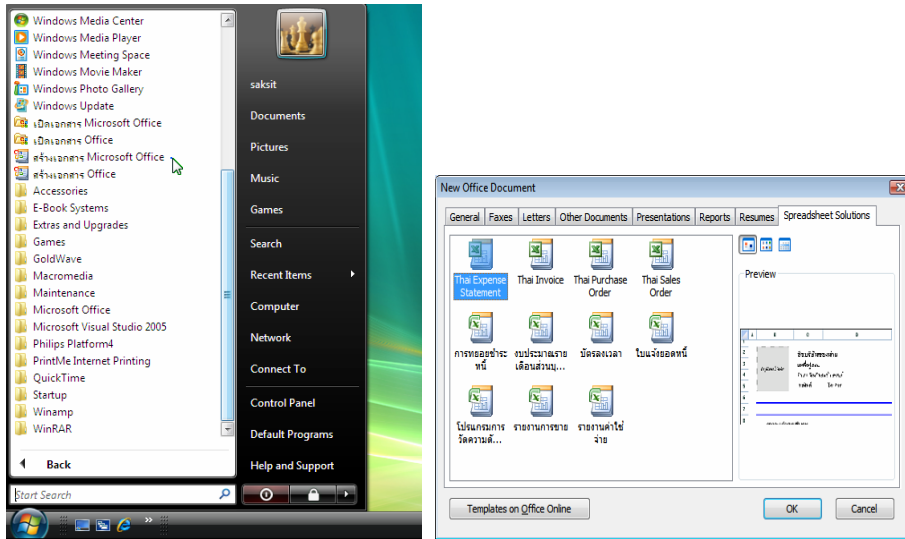 Windows Media Center
Windows Media Player
Windows Meeting Space
Windows Movie Maker
Windows Photo Gallery
Windows Update
เปิดเอกสาร Microsoft Office
เปิดเอกสาร Office
สร้างเอกสาร Microsoft Office
สร้างเอกสาร Office
Accessories
E-Book Systems
Extras and Upgrades
Games
GoldWave
Macromedia
Maintenance
Microsoft Office
Microsoft Visual Studio 2005
Philips Platform4
PrintMe Internet Printing
QuickTime
Startup
Winamp
WinRAR
Back
Start Search
saksit
Documents
Pictures
Music
Games
Search
Recent Items
Computer
Network
Connect To
Control Panel
Default Programs
Help and Support
New Office Document
General Faxes Letters Other Documents Presentations Reports Resumes Spreadsheet Solutions
Thai Expense Statement
Thai Invoice
Thai Purchase Order
Thai Sales Order
การทยอยชำระหนี้
งบประมาณรายเดือนส่วนบุ...
บัตรลงเวลา
ใบแจ้งยอดหนี้
โปรแกรมการวัดความดั...
รายงานการขาย
รายงานค่าใช้จ่าย
Preview
Templates on Office Online
OK
Cancel